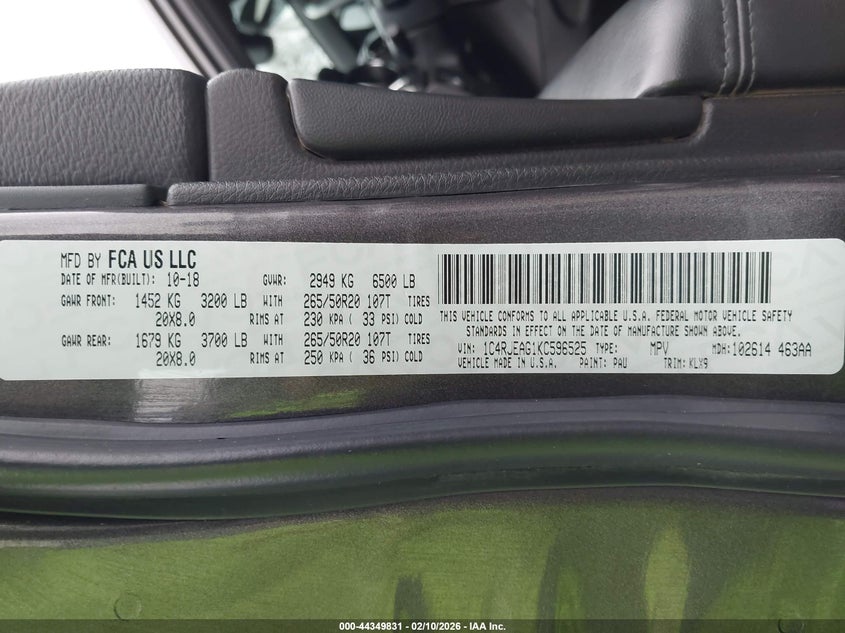 MFD BY FCA US LLC
DATE OF MFR(BUILT): 10-18 GVWR: 2949 KG 6500 LB
GAWR FRONT: 1452 KG 3200 LB WITH 265/50R20 107T TIRES
20X8.0 RIMS AT 230 KPA ( 33 PSI) COLD
GAWR REAR: 1679 KG 3700 LB WITH 265/50R20 107T TIRES
20X8.0 RIMS AT 250 KPA ( 36 PSI) COLD
THIS VEHICLE CONFORMS TO ALL APPLICABLE U.S.A. FEDERAL MOTOR VEHICLE SAFETY
STANDARDS IN EFFECT ON THE DATE OF MANUFACTURE SHOWN ABOVE.
VIN: 1C4RJEAG1KC596525 TYPE: MPV MDH: 102614 463AA
VEHICLE MADE IN U.S.A. PAINT: PAU TRIM: KLX9
000-44349831 - 02/10/2026 - IAA Inc.